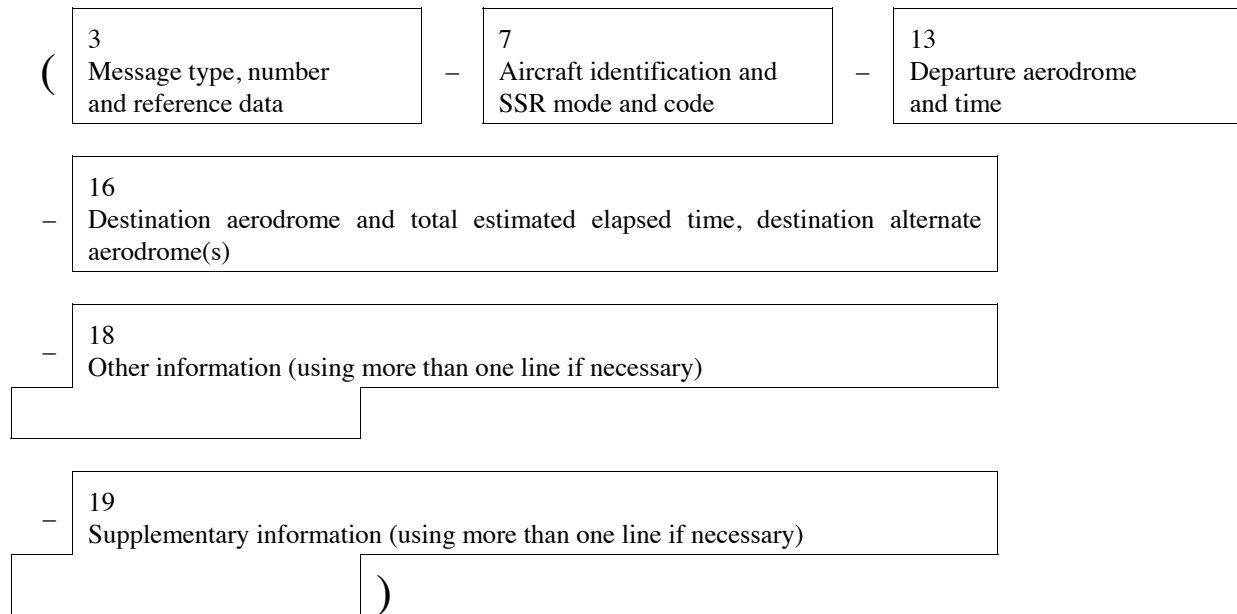 3 7 13
( Message type, number – Aircraft identification and – Departure aerodrome
and reference data SSR mode and code and time
16
– Destination aerodrome and total estimated elapsed time, destination alternate
aerodrome(s)
18
– Other information (using more than one line if necessary)
19
– Supplementary information (using more than one line if necessary)
)